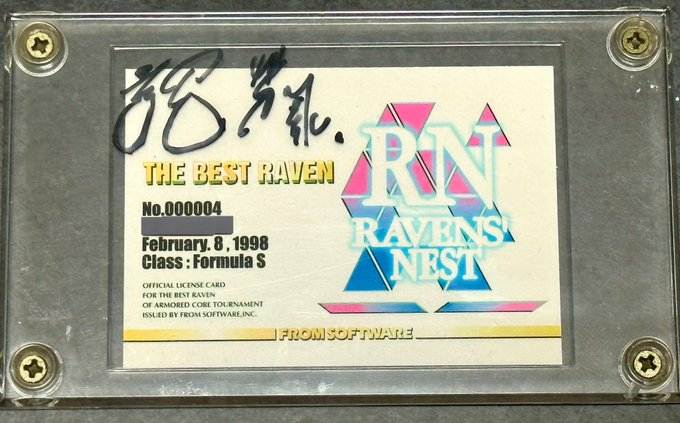 THE BEST RAVEN
No.000004
February. 8 , 1998
Class : Formula S
OFFICIAL LICENSE CARD
FOR THE BEST RAVEN
OF ARMORED CORE TOURNAMENT
ISSUED BY FROM SOFTWARE,INC.
RN
RAVENS'
NEST
FROMSOFTWARE